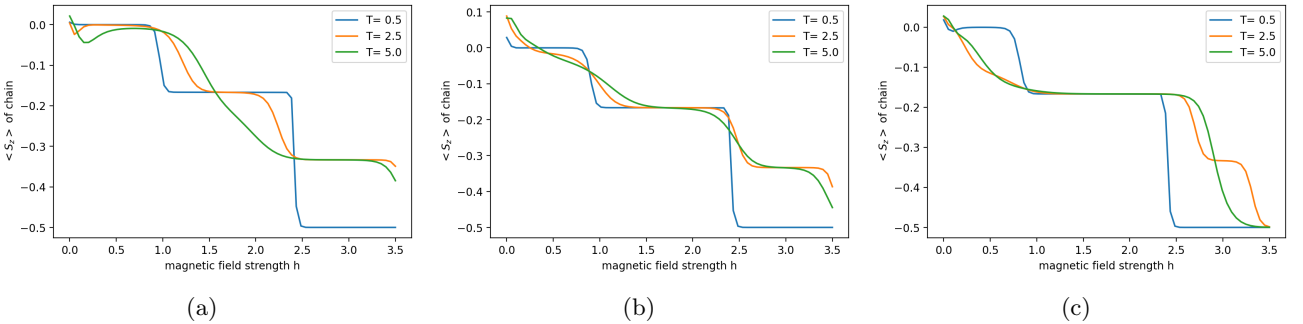 0.0
−0.1
−0.2
−0.3
−0.4
−0.5
< S_z > of chain
0.0 0.5 1.0 1.5 2.0 2.5 3.0 3.5
magnetic field strength h
T= 0.5
T= 2.5
T= 5.0
(a)
0.1
0.0
−0.1
−0.2
−0.3
−0.4
−0.5
< S_z > of chain
0.0 0.5 1.0 1.5 2.0 2.5 3.0 3.5
magnetic field strength h
T= 0.5
T= 2.5
T= 5.0
(b)
0.0
−0.1
−0.2
−0.3
−0.4
−0.5
< S_z > of chain
0.0 0.5 1.0 1.5 2.0 2.5 3.0 3.5
magnetic field strength h
T= 0.5
T= 2.5
T= 5.0
(c)